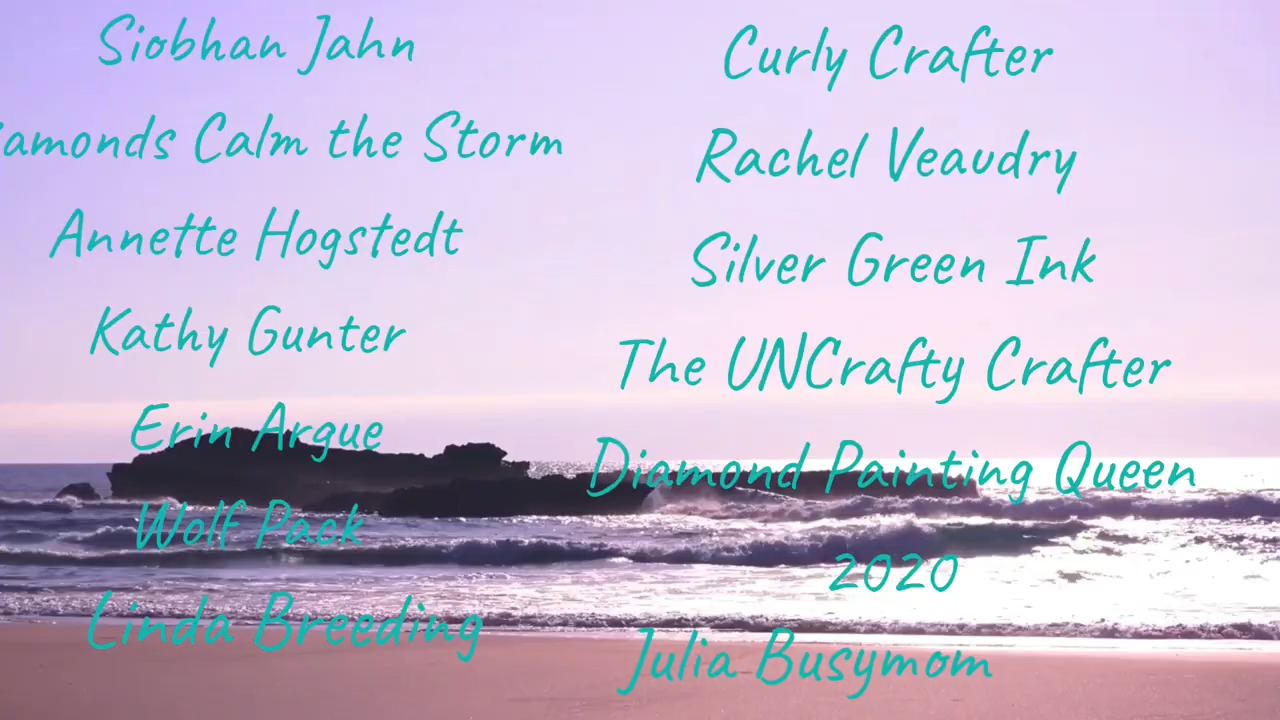 Siobhan Jahn
amonds Calm the Storm
Annette Hogstedt
Kathy Gunter
Erin Argue
Wolf Pack
Linda Breeding
Curly Crafter
Rachel Veaudry
Silver Green Ink
The UNCrafty Crafter
Diamond Painting Queen
2020
Julia Busymom